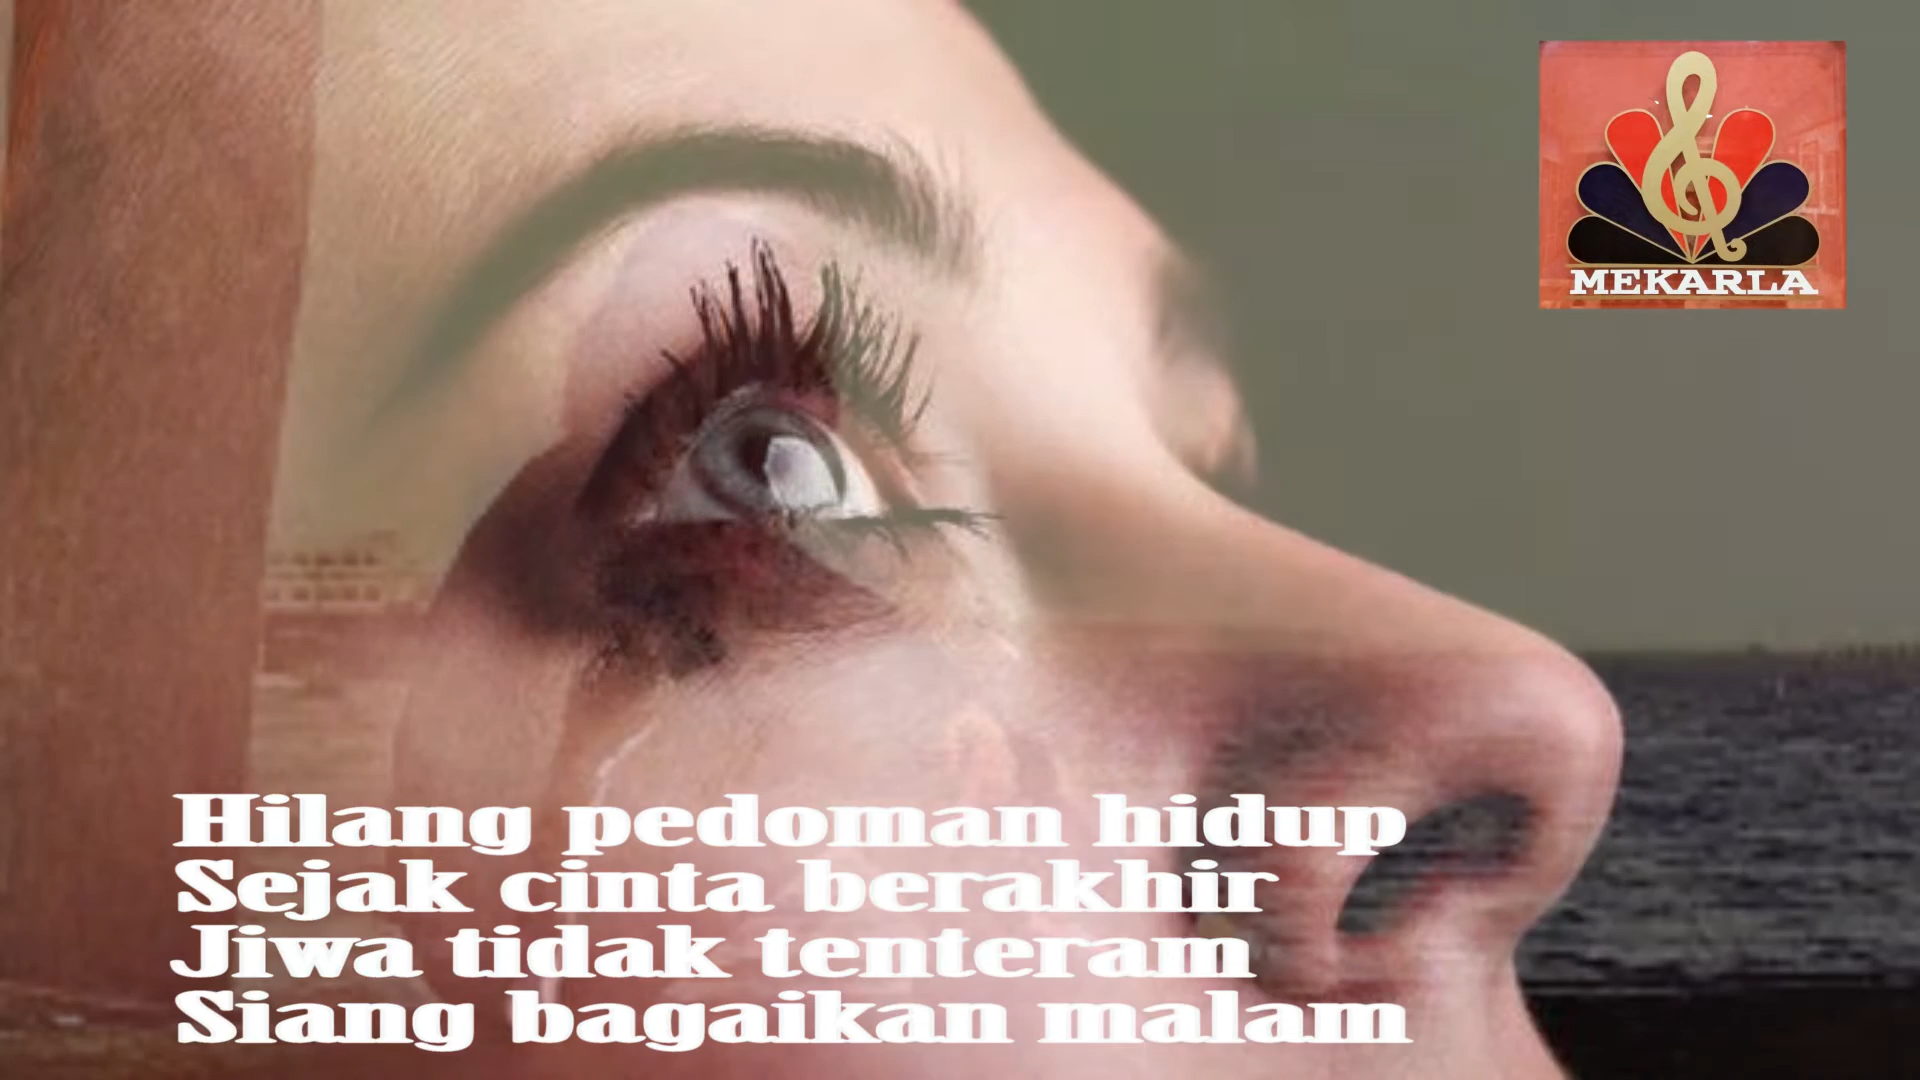 MEKARLA
Hilang pedoman hidup
Sejak cinta berakhir
Jiwa tidak tenteram
Siang bagaikan malam